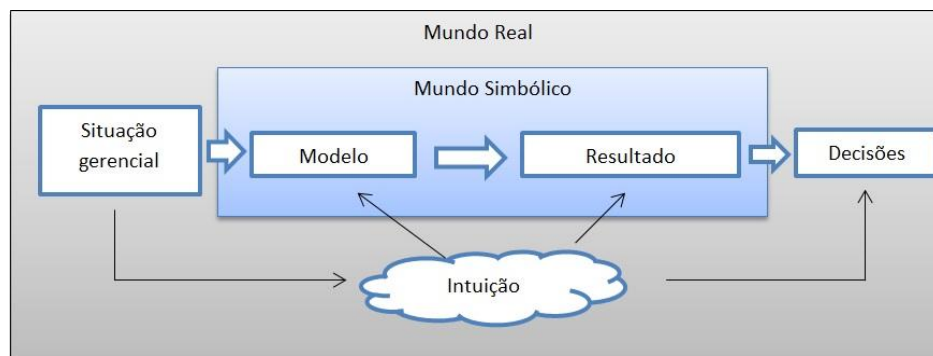 Mundo Real
Mundo Simbólico
Situação
gerencial
Modelo
Resultado
Decisões
Intuição